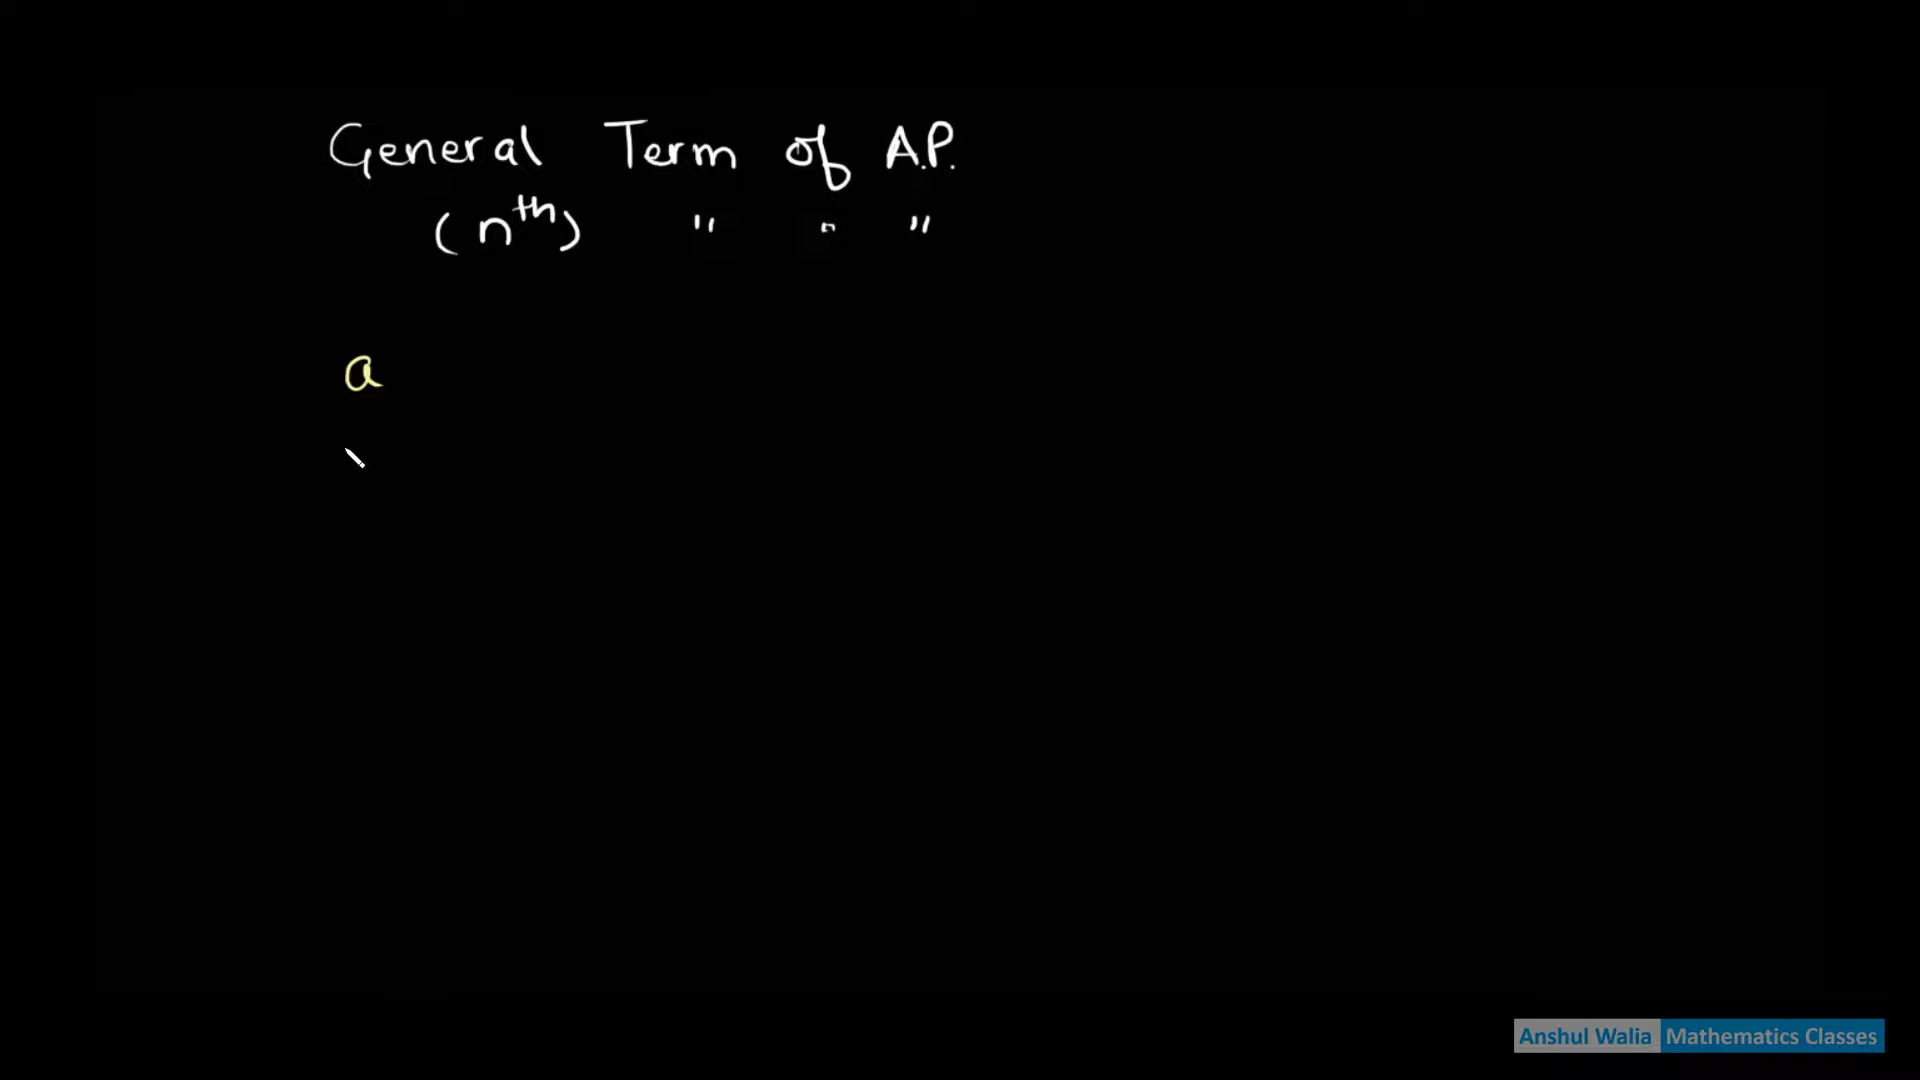 General Term of A.P.
(nth) " " "
a
Anshul Walia Mathematics Classes